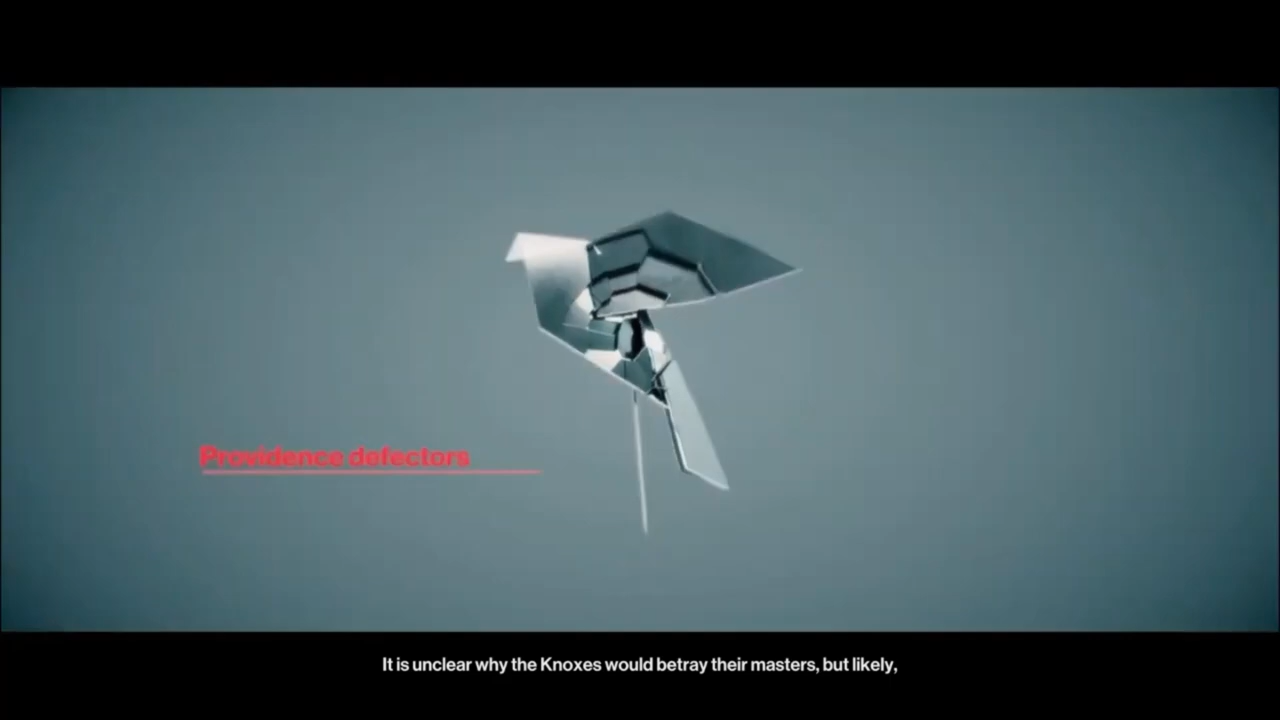 Providence defectors
It is unclear why the Knoxes would betray their masters, but likely,